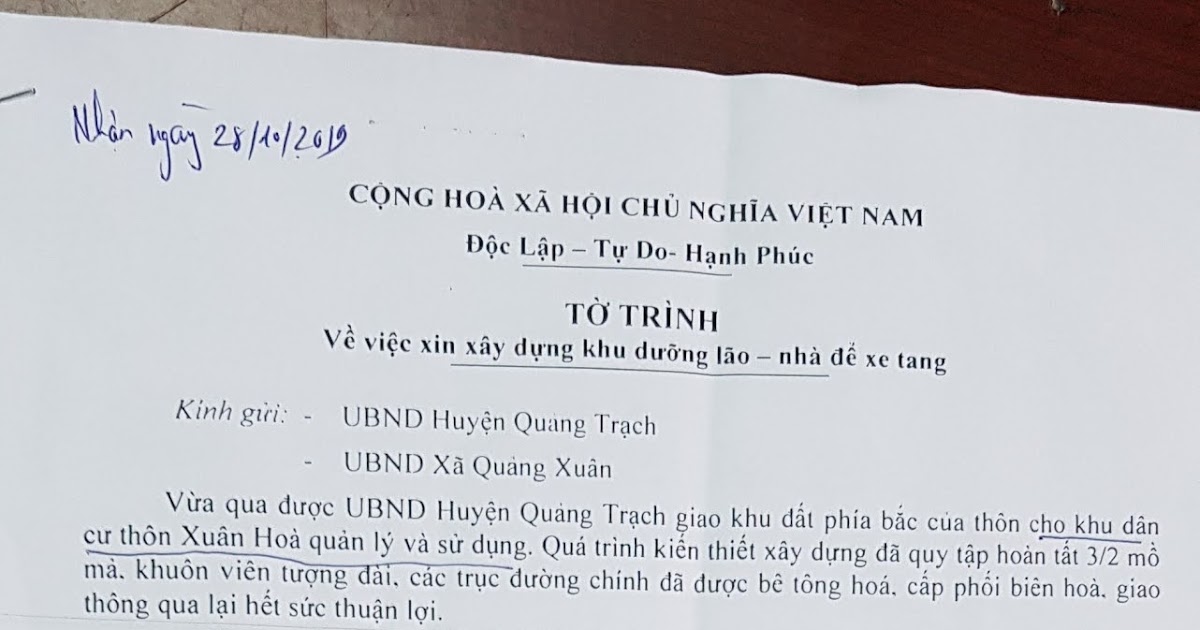 Nhận ngày 28/10/2019
CỘNG HOÀ XÃ HỘI CHỦ NGHĨA VIỆT NAM
Độc Lập – Tự Do- Hạnh Phúc
TỜ TRÌNH
Về việc xin xây dựng khu dưỡng lão – nhà để xe tang
Kính gửi: - UBND Huyện Quảng Trạch
- UBND Xã Quảng Xuân
Vừa qua được UBND Huyện Quảng Trạch giao khu đất phía bắc của thôn cho khu dân
cư thôn Xuân Hoà quản lý và sử dụng. Quá trình kiến thiết xây dựng đã quy tập hoàn tất 3/2 mồ
mả, khuôn viên tượng đài, các trục đường chính đã được bê tông hoá, cấp phối biên hoà, giao
thông qua lại hết sức thuận lợi.